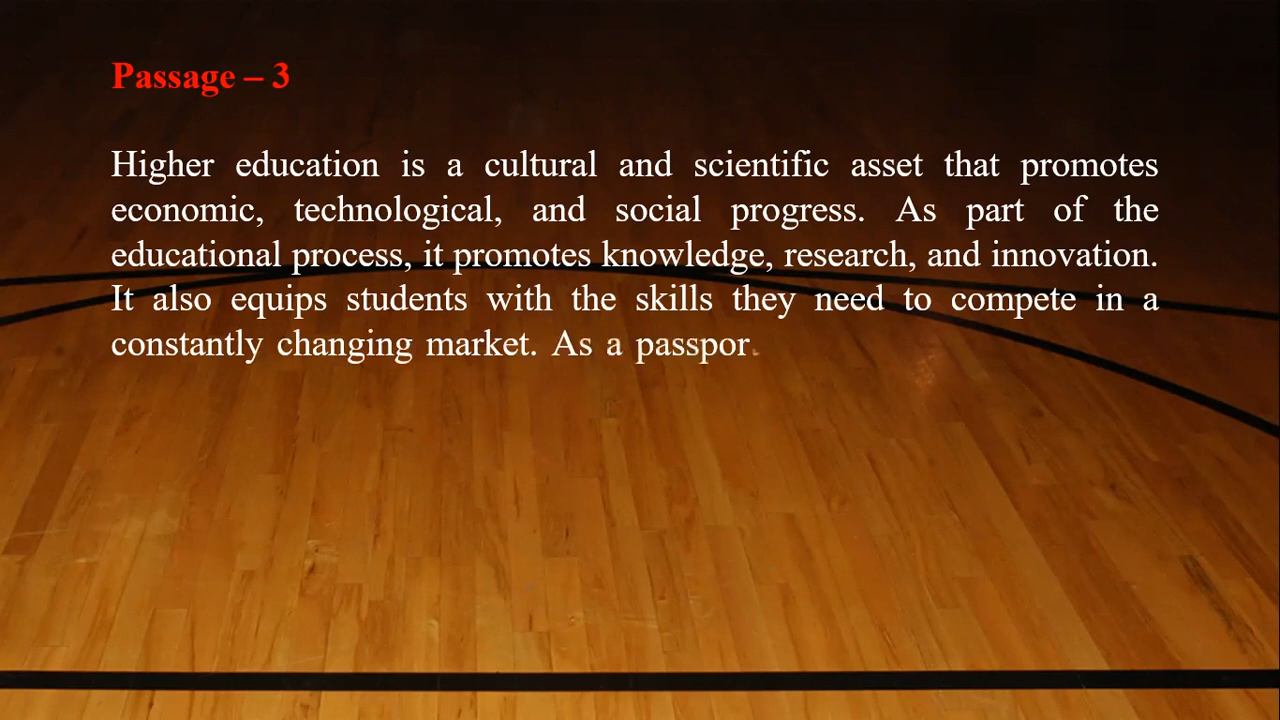 Passage – 3
Higher education is a cultural and scientific asset that promotes
economic, technological, and social progress. As part of the
educational process, it promotes knowledge, research, and innovation.
It also equips students with the skills they need to compete in a
constantly changing market. As a passpor